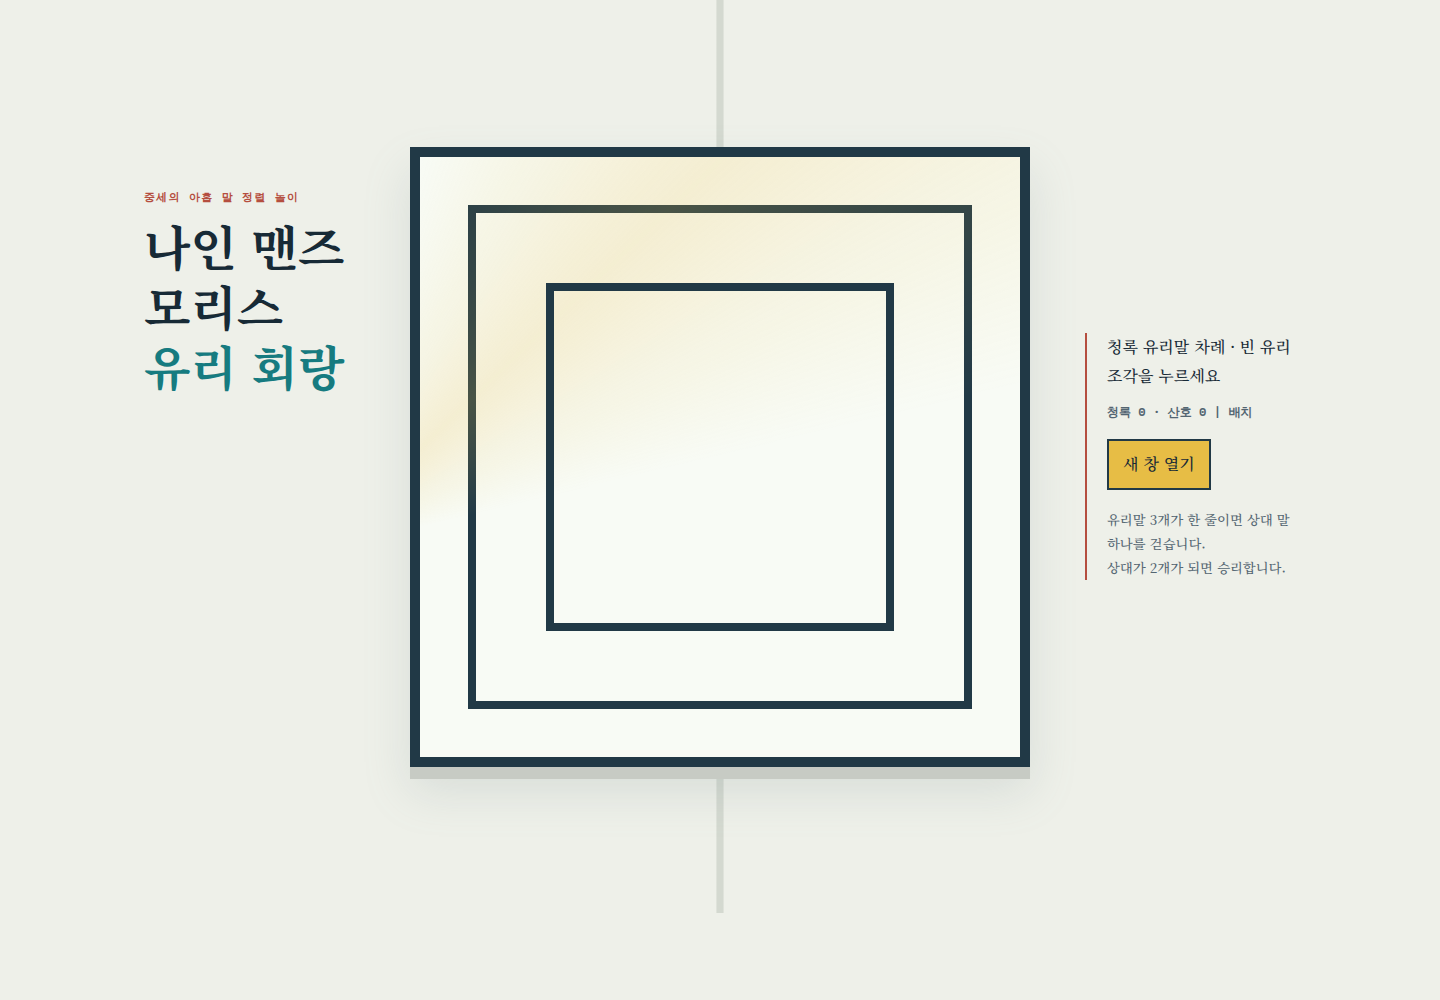 중세의 아홉 말 정렬 놀이
나인 맨즈
모리스
유리 회랑
청록 유리말 차례 · 빈 유리
조각을 누르세요
청록 0 · 산호 0 | 배치
새 창 열기
유리말 3개가 한 줄이면 상대 말
하나를 걷습니다.
상대가 2개가 되면 승리합니다.